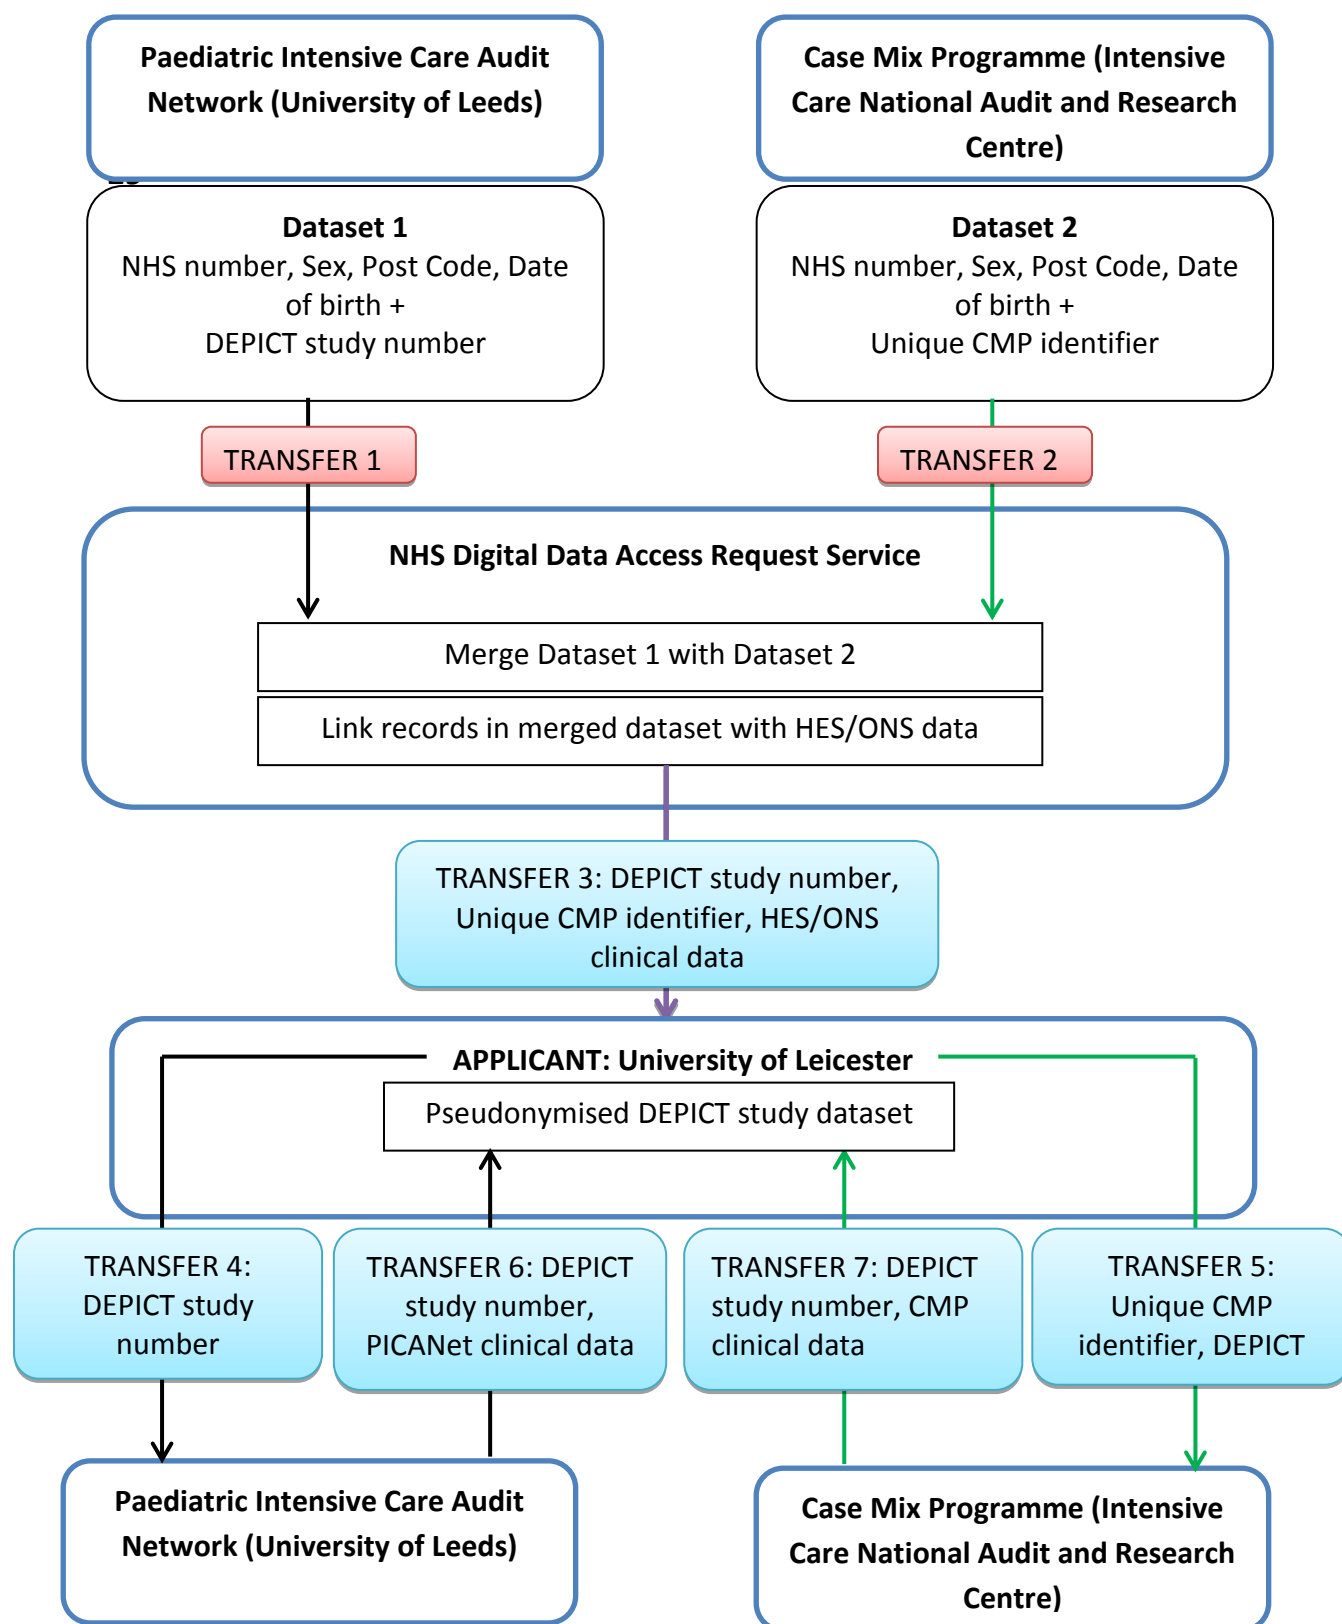 Paediatric Intensive Care Audit
Network (University of Leeds)
Case Mix Programme (Intensive
Care National Audit and Research
Centre)
Dataset 1
NHS number, Sex, Post Code, Date
of birth +
DEPICT study number
Dataset 2
NHS number, Sex, Post Code, Date
of birth +
Unique CMP identifier
TRANSFER 1
TRANSFER 2
NHS Digital Data Access Request Service
Merge Dataset 1 with Dataset 2
Link records in merged dataset with HES/ONS data
TRANSFER 3: DEPICT study number,
Unique CMP identifier, HES/ONS
clinical data
APPLICANT: University of Leicester
Pseudonymised DEPICT study dataset
TRANSFER 4:
DEPICT study
number
TRANSFER 6: DEPICT
study number,
PICANet clinical data
TRANSFER 7: DEPICT
study number, CMP
clinical data
TRANSFER 5:
Unique CMP
identifier, DEPICT
Paediatric Intensive Care Audit
Network (University of Leeds)
Case Mix Programme (Intensive
Care National Audit and Research
Centre)